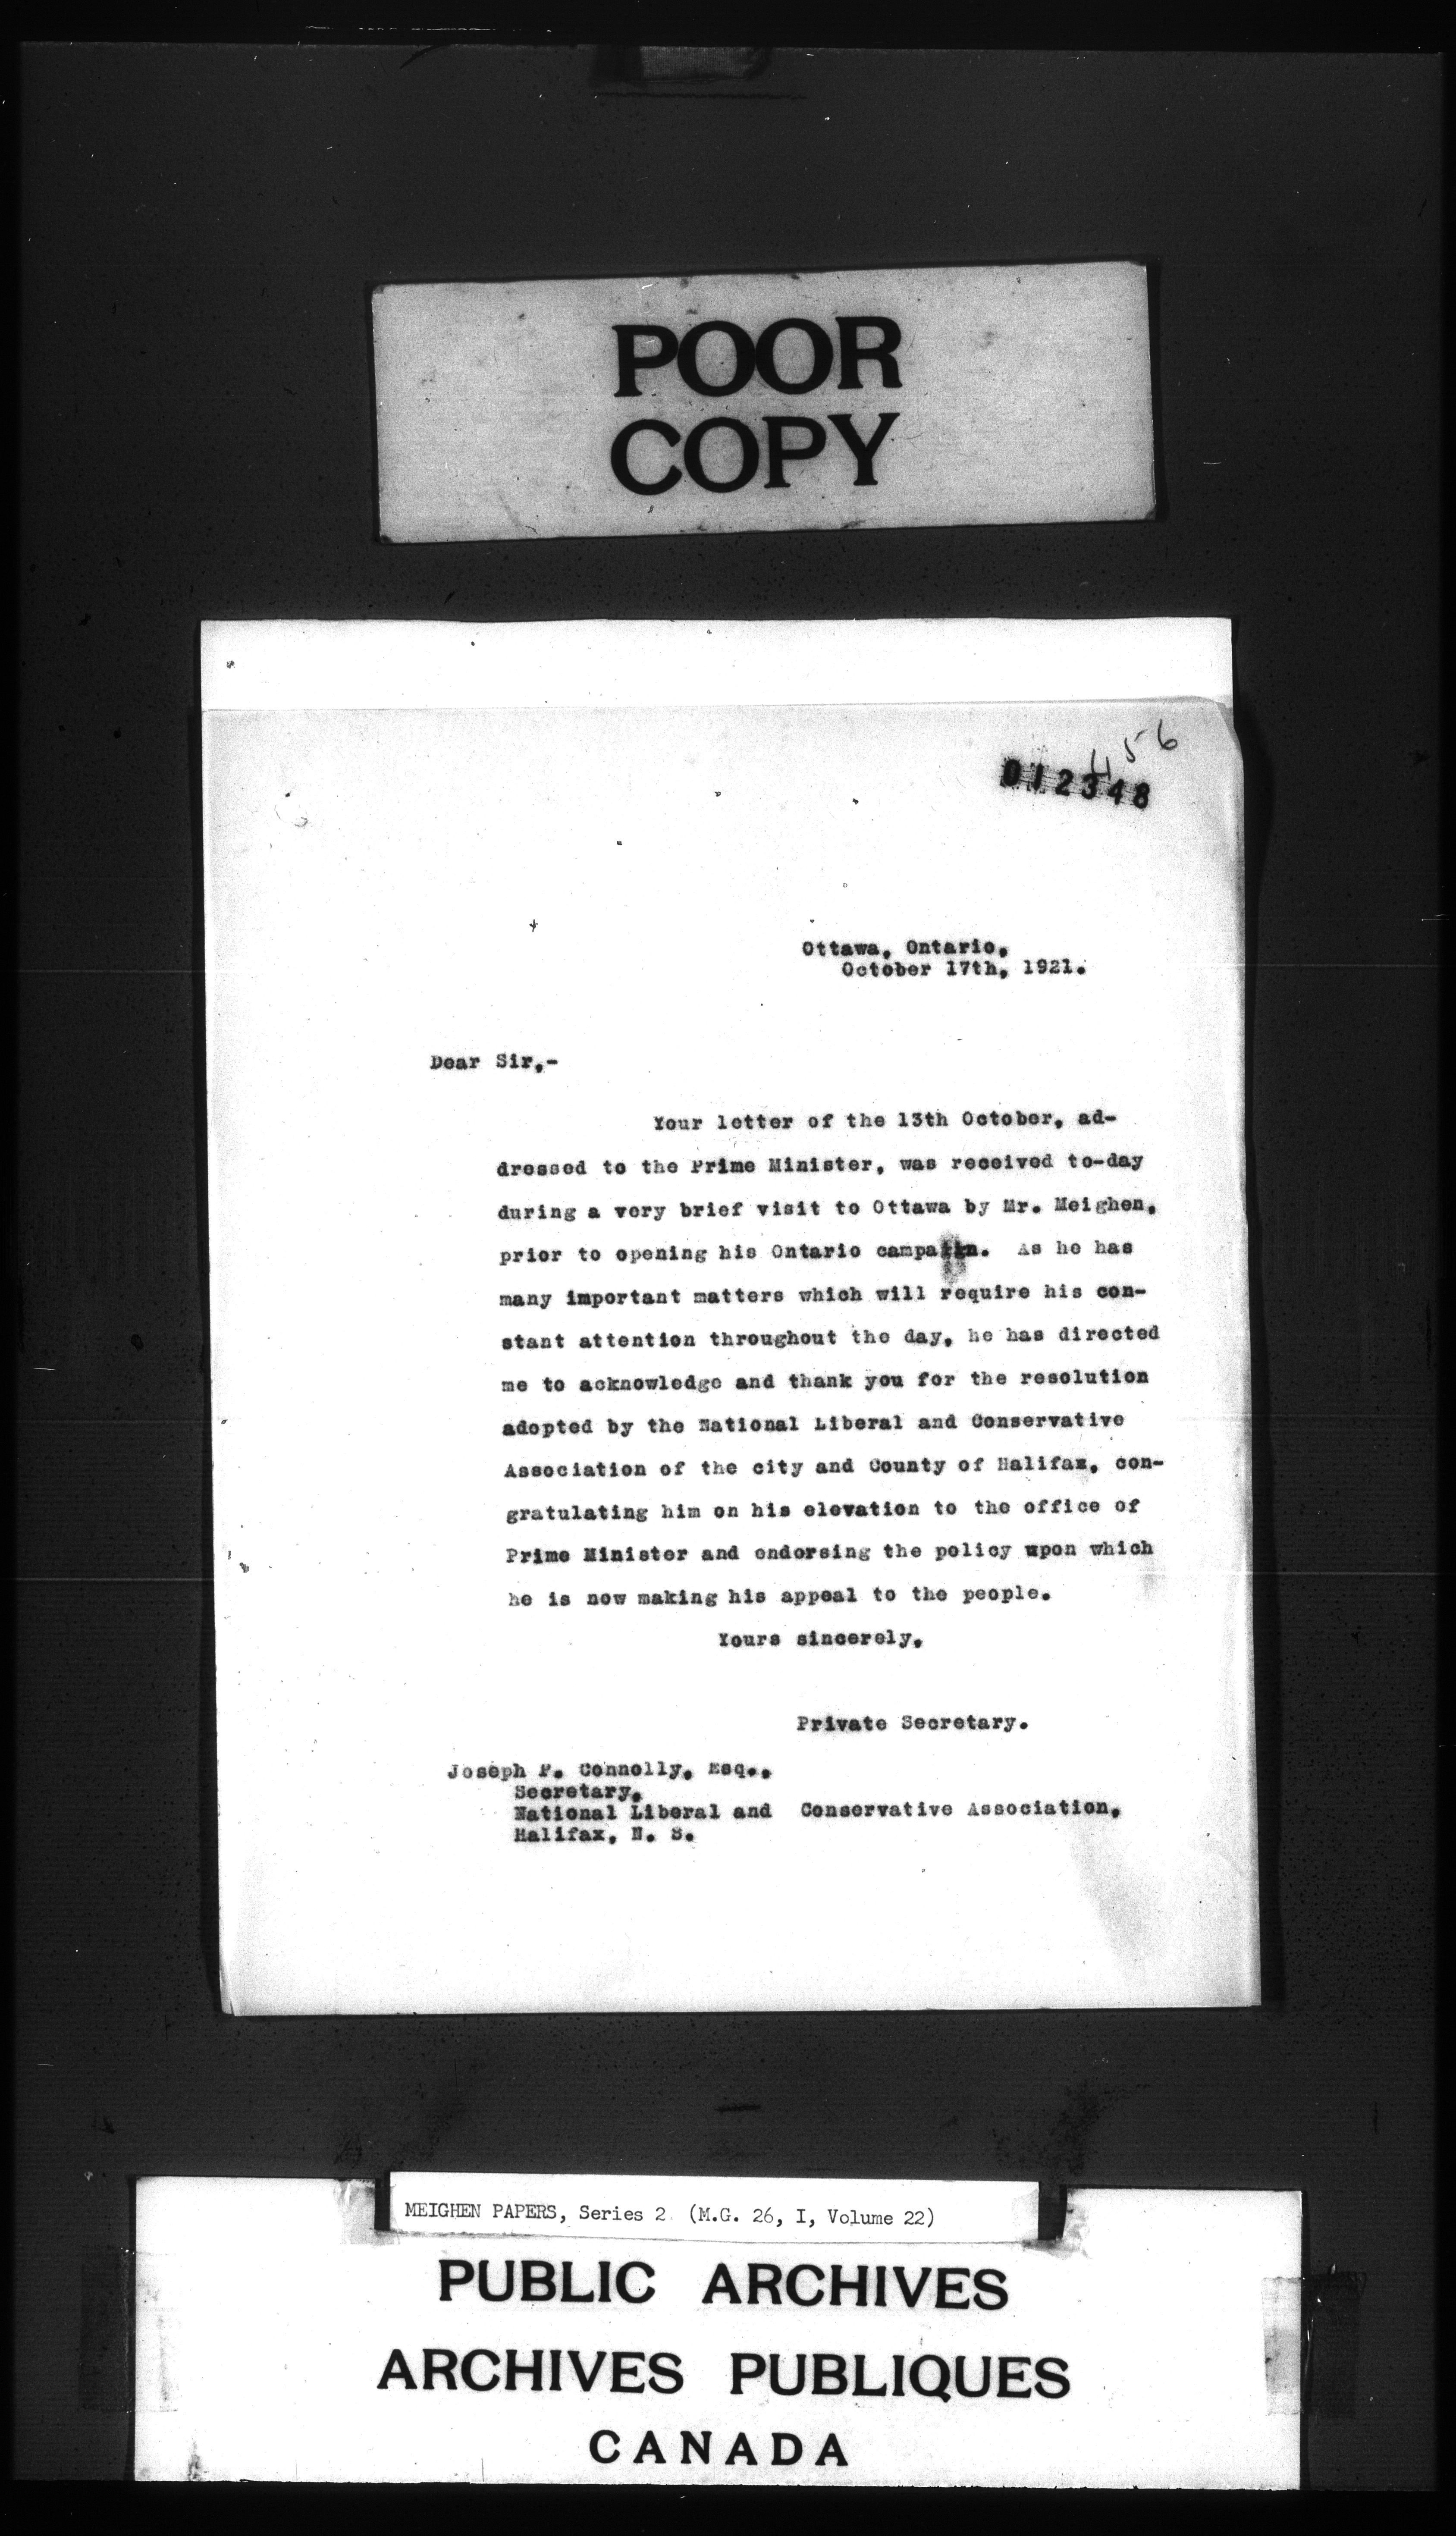 POOR
COPY
456
012348
Ottawa, Ontario,
October 17th, 1921.
Dear Sir,-
Your letter of the 13th October, ad-
dressed to the Prime Minister, was received to-day
during a very brief visit to Ottawa by Mr. Meighen,
prior to opening his Ontario campaign. As he has
many important matters which will require his con-
stant attention throughout the day, he has directed
me to acknowledge and thank you for the resolution
adopted by the National Liberal and Conservative
Association of the city and County of Halifax, con-
gratulating him on his elevation to the office of
Prime Minister and endorsing the policy upon which
he is now making his appeal to the people.
Yours sincerely,
Private Secretary.
Joseph P. Connolly, Esq.,
Secretary,
National Liberal and Conservative Association,
Halifax, N. S.
MEIGHEN PAPERS, Series 2 (M.G. 26, I, Volume 22)
PUBLIC ARCHIVES
ARCHIVES PUBLIQUES
CANADA